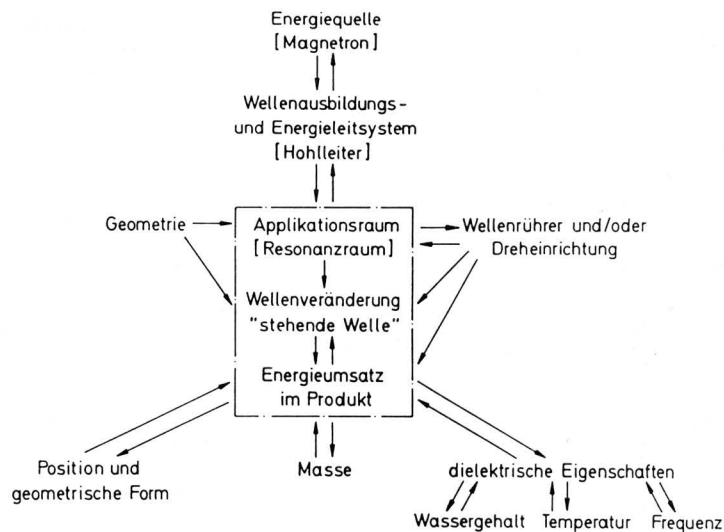 Energiequelle
[Magnetron]
Wellenausbildungs-
und Energieleitsystem
[Hohlleiter]
Geometrie
Applikationsraum
[Resonanzraum]
Wellenrührer und/oder
Dreheinrichtung
Wellenveränderung
"stehende Welle"
Energieumsatz
im Produkt
Position und
geometrische Form
Masse
dielektrische Eigenschaften
Wassergehalt
Temperatur
Frequenz